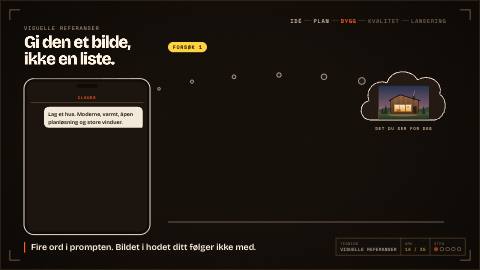 VISUELLE REFERANSER
Gi den et bilde,
ikke en liste.
IDÉ — PLAN — BYGG — KVALITET — LANSERING
FORSØK 1
CLAUDE
Lag et hus. Moderne, varmt, åpen
planløsning og store vinduer.
DET DU SER FOR DEG
Fire ord i prompten. Bildet i hodet ditt følger ikke med.
VISUELLE REFERANSER